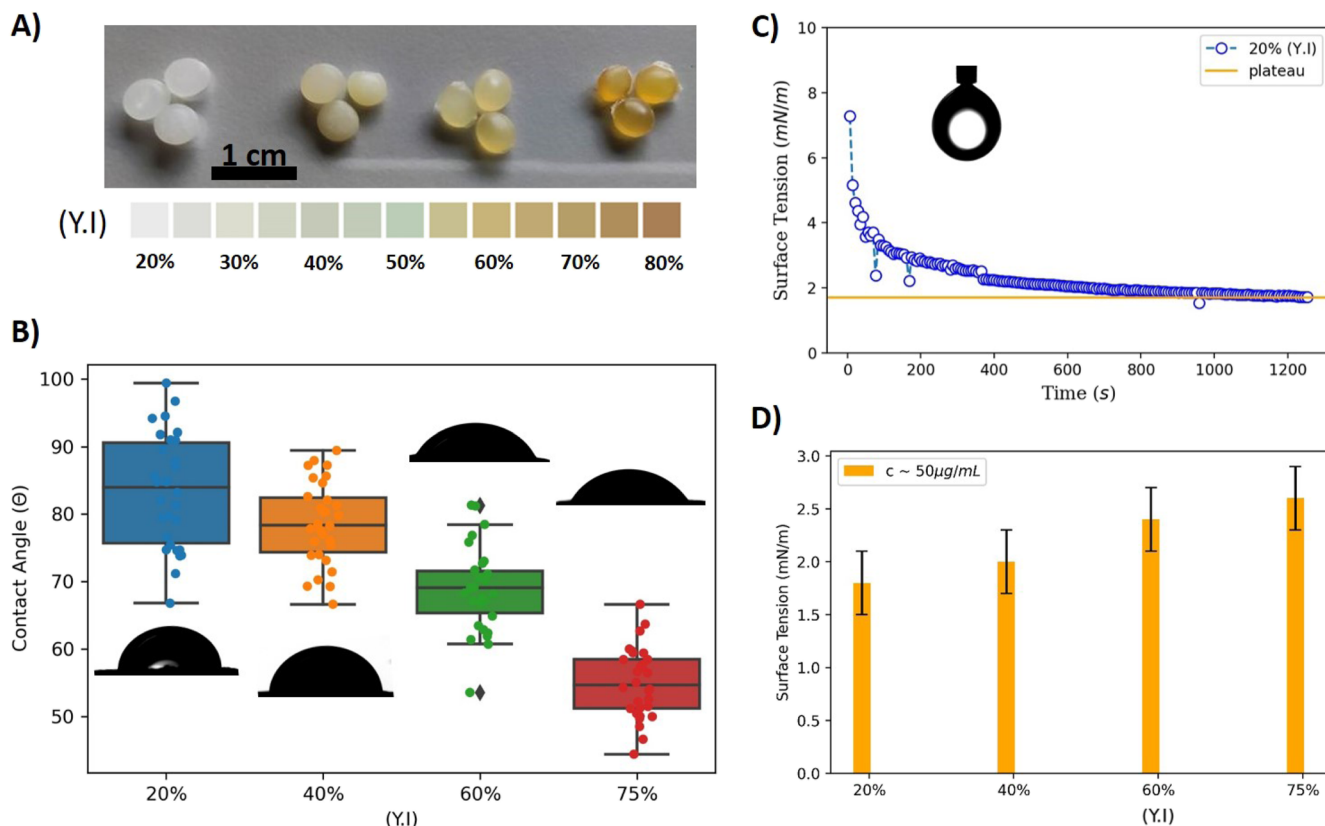 A)
1 cm
(Y.I)
20% 30% 40% 50% 60% 70% 80%
B)
100
90
80
70
60
50
Contact Angle (Θ)
20% 40% 60% 75%
(Y.I)
C)
10
8
6
4
2
0
Surface Tension (mN/m)
20% (Y.I)
plateau
0 200 400 600 800 1000 1200
Time (s)
D)
3.0
2.5
2.0
1.5
1.0
0.5
0.0
Surface Tension (mN/m)
c ~ 50μg/mL
20% 40% 60% 75%
(Y.I)